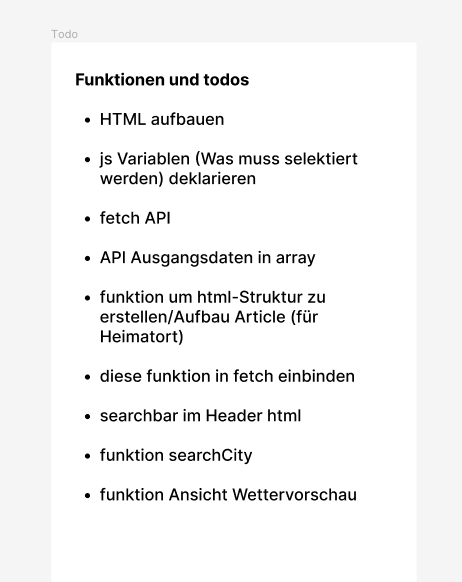 Todo
Funktionen und todos
• HTML aufbauen
• js Variablen (Was muss selektiert
werden) deklarieren
• fetch API
• API Ausgangsdaten in array
• funktion um html-Struktur zu
erstellen/Aufbau Article (für
Heimatort)
• diese funktion in fetch einbinden
• searchbar im Header html
• funktion searchCity
• funktion Ansicht Wettervorschau